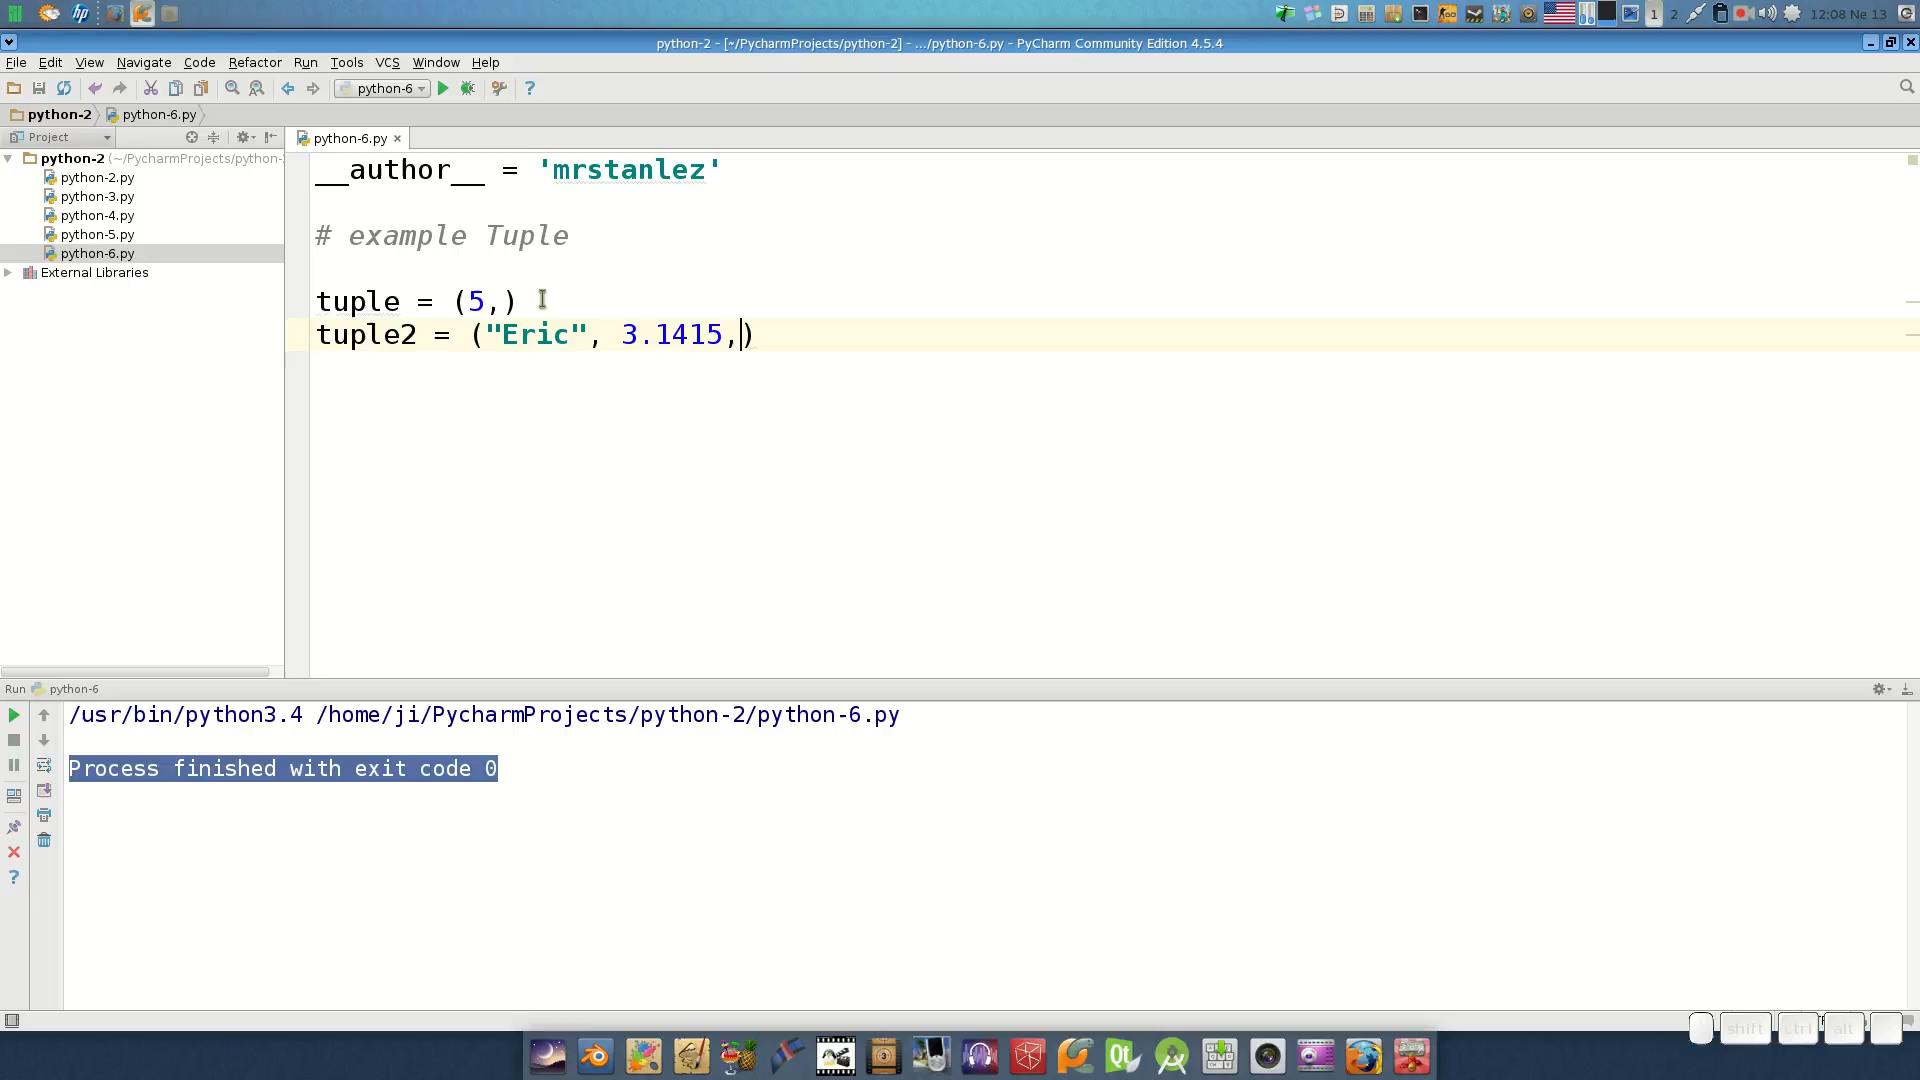 12:08 Ne 13
python-2 - [~/PycharmProjects/python-2] - .../python-6.py - PyCharm Community Edition 4.5.4
File Edit View Navigate Code Refactor Run Tools VCS Window Help
python-6
python-2 python-6.py
Project
python-6.py
python-2 (~/PycharmProjects/python-
python-2.py
python-3.py
python-4.py
python-5.py
python-6.py
External Libraries
__author__ = 'mrstanlez'
# example Tuple
tuple = (5,)
tuple2 = ("Eric", 3.1415,)
Run python-6
/usr/bin/python3.4 /home/ji/PycharmProjects/python-2/python-6.py
Process finished with exit code 0
shift ctrl alt